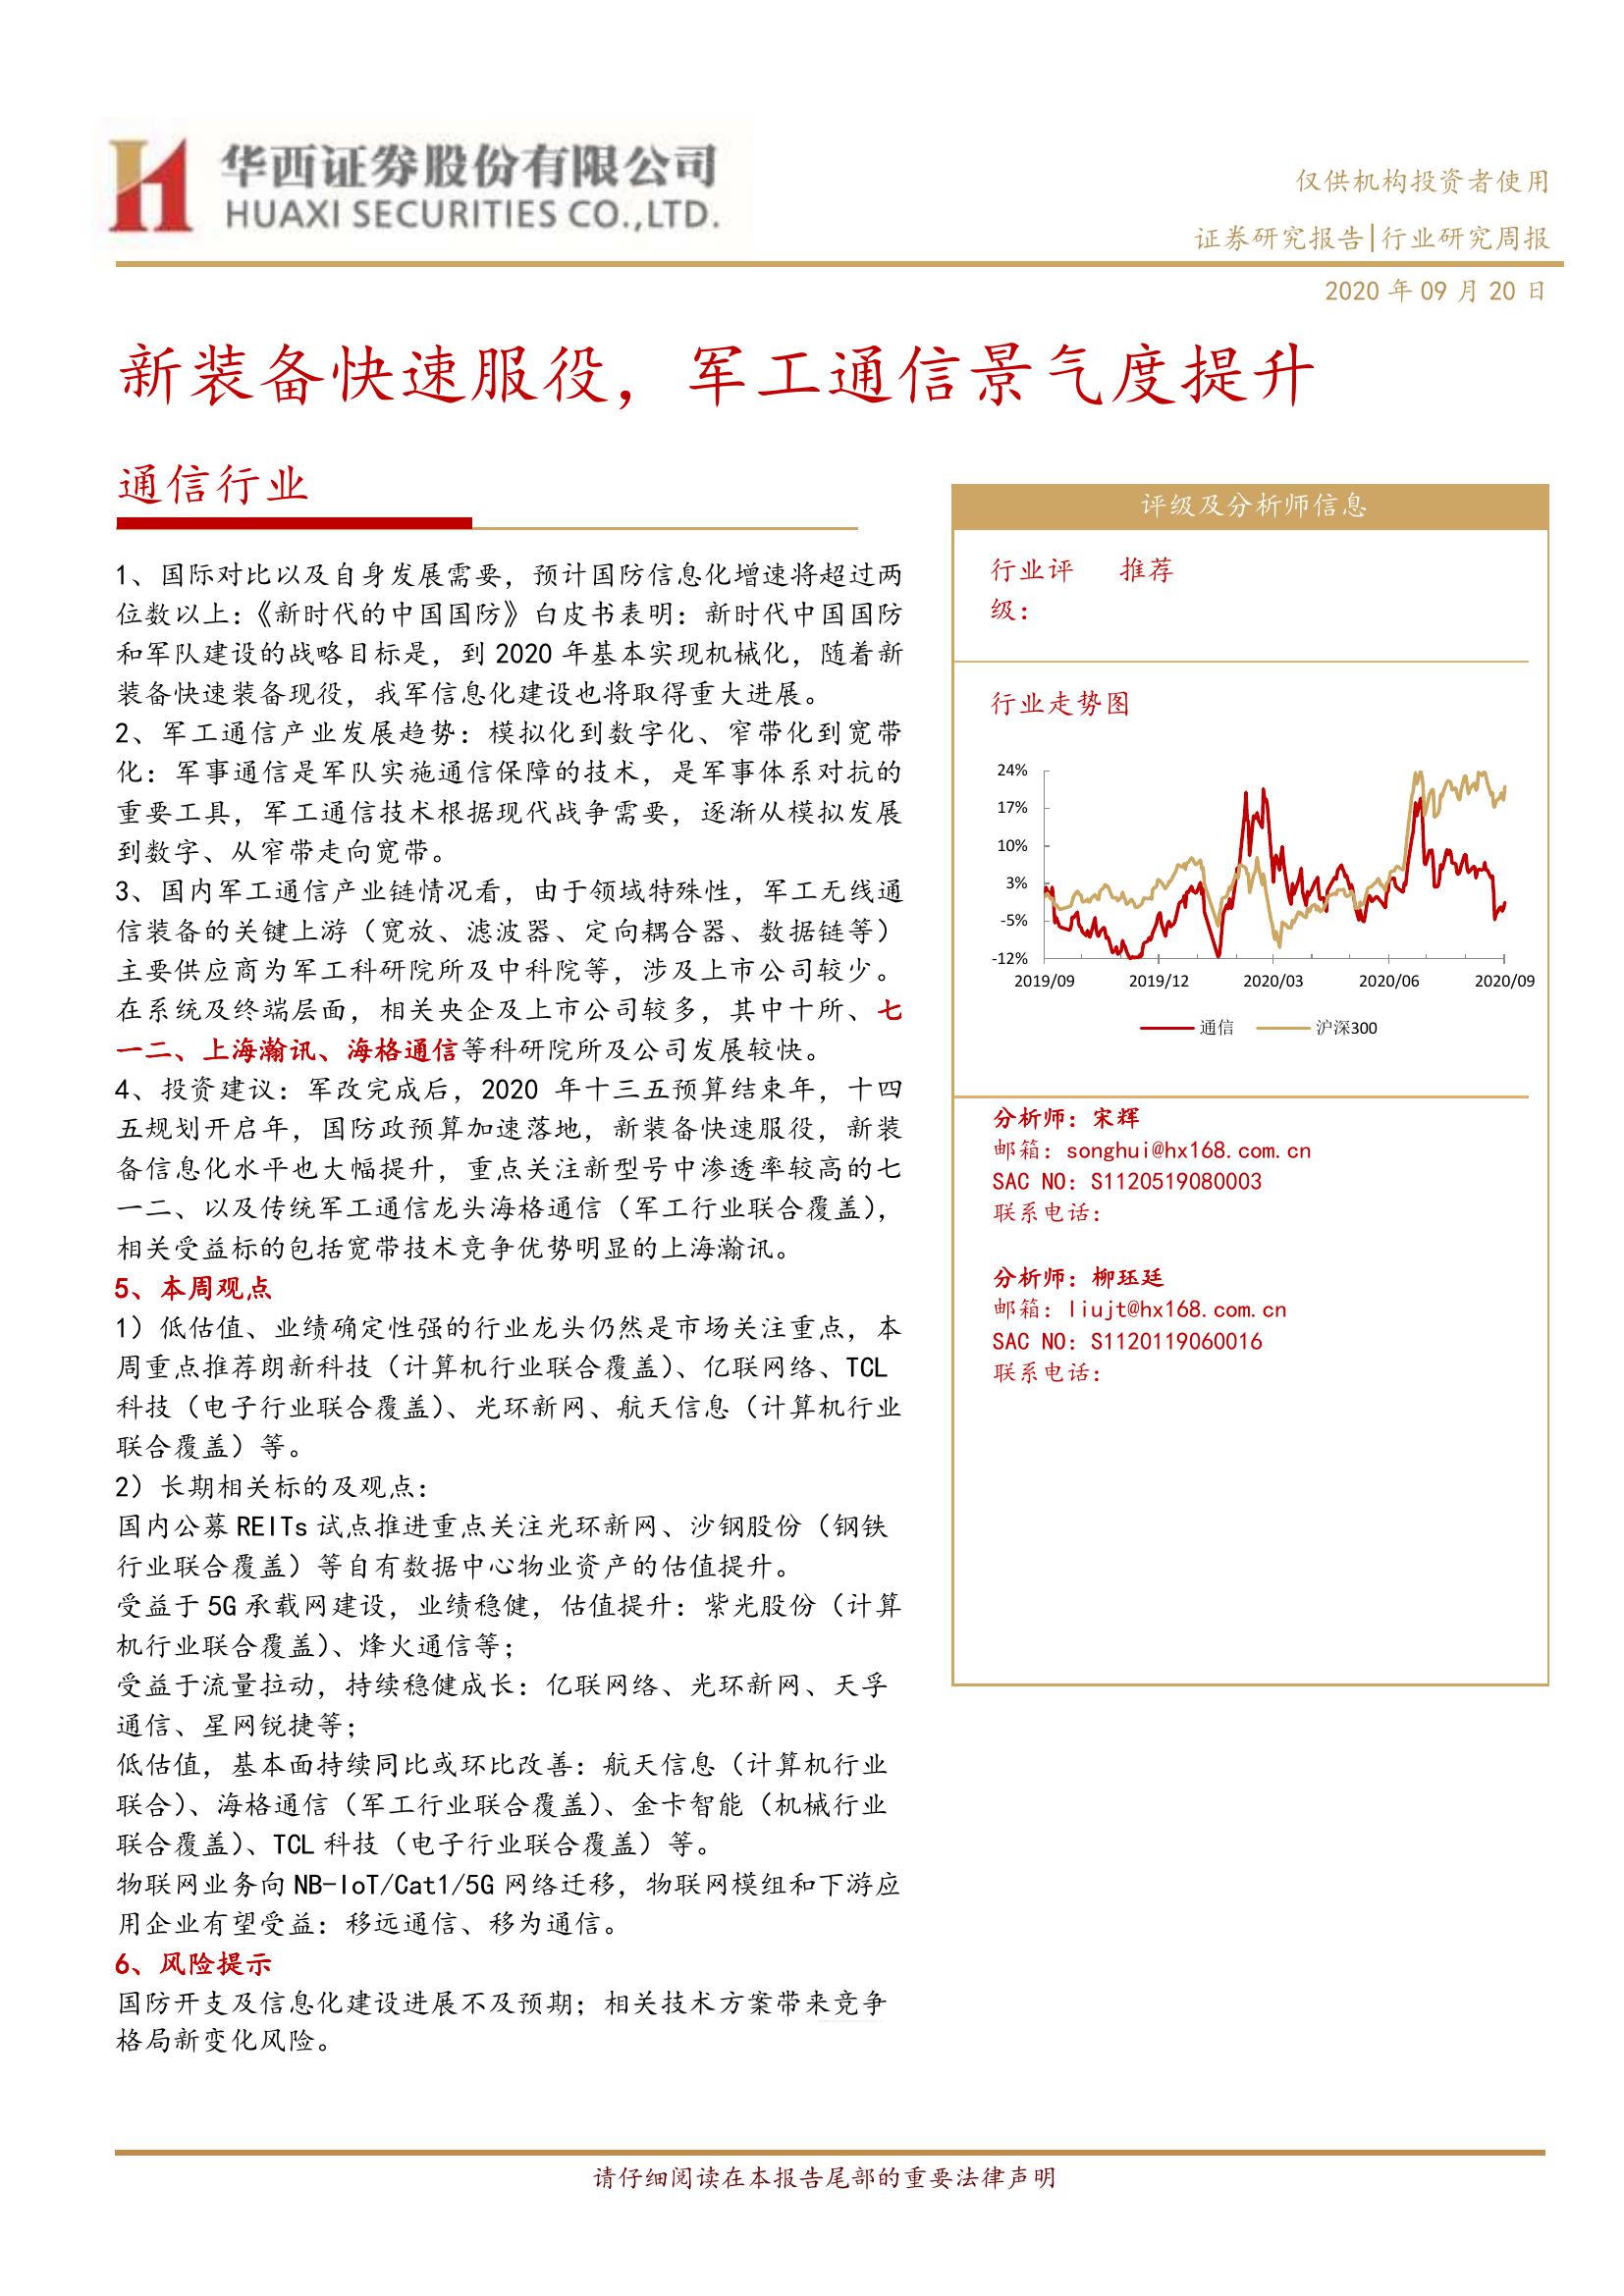 华西证券股份有限公司
HUAXI SECURITIES CO.,LTD.
仅供机构投资者使用
证券研究报告|行业研究周报
2020 年 09 月 20 日
新装备快速服役，军工通信景气度提升
通信行业
1、国际对比以及自身发展需要，预计国防信息化增速将超过两
位数以上：《新时代的中国国防》白皮书表明：新时代中国国防
和军队建设的战略目标是，到 2020 年基本实现机械化，随着新
装备快速装备现役，我军信息化建设也将取得重大进展。
2、军工通信产业发展趋势：模拟化到数字化、窄带化到宽带
化：军事通信是军队实施通信保障的技术，是军事体系对抗的
重要工具，军工通信技术根据现代战争需要，逐渐从模拟发展
到数字、从窄带走向宽带。
3、国内军工通信产业链情况看，由于领域特殊性，军工无线通
信装备的关键上游（宽放、滤波器、定向耦合器、数据链等）
主要供应商为军工科研院所及中科院等，涉及上市公司较少。
在系统及终端层面，相关央企及上市公司较多，其中十所、七
一二、上海瀚讯、海格通信等科研院所及公司发展较快。
4、投资建议：军改完成后，2020 年十三五预算结束年，十四
五规划开启年，国防政预算加速落地，新装备快速服役，新装
备信息化水平也大幅提升，重点关注新型号中渗透率较高的七
一二、以及传统军工通信龙头海格通信（军工行业联合覆盖），
相关受益标的包括宽带技术竞争优势明显的上海瀚讯。
5、本周观点
1）低估值、业绩确定性强的行业龙头仍然是市场关注重点，本
周重点推荐朗新科技（计算机行业联合覆盖）、亿联网络、TCL
科技（电子行业联合覆盖）、光环新网、航天信息（计算机行业
联合覆盖）等。
2）长期相关标的及观点：
国内公募 REITs 试点推进重点关注光环新网、沙钢股份（钢铁
行业联合覆盖）等自有数据中心物业资产的估值提升。
受益于 5G 承载网建设，业绩稳健，估值提升：紫光股份（计算
机行业联合覆盖）、烽火通信等；
受益于流量拉动，持续稳健成长：亿联网络、光环新网、天孚
通信、星网锐捷等；
低估值，基本面持续同比或环比改善：航天信息（计算机行业
联合）、海格通信（军工行业联合覆盖）、金卡智能（机械行业
联合覆盖）、TCL 科技（电子行业联合覆盖）等。
物联网业务向 NB-IoT/Cat1/5G 网络迁移，物联网模组和下游应
用企业有望受益：移远通信、移为通信。
6、风险提示
国防开支及信息化建设进展不及预期；相关技术方案带来竞争
格局新变化风险。
评级及分析师信息
行业评 推荐
级：
行业走势图
24%
17%
10%
3%
-5%
-12%
2019/09 2019/12 2020/03 2020/06 2020/09
通信 沪深300
分析师：宋辉
邮箱：songhui@hx168.com.cn
SAC NO：S1120519080003
联系电话：
分析师：柳珏廷
邮箱：liujt@hx168.com.cn
SAC NO：S1120119060016
联系电话：
请仔细阅读在本报告尾部的重要法律声明